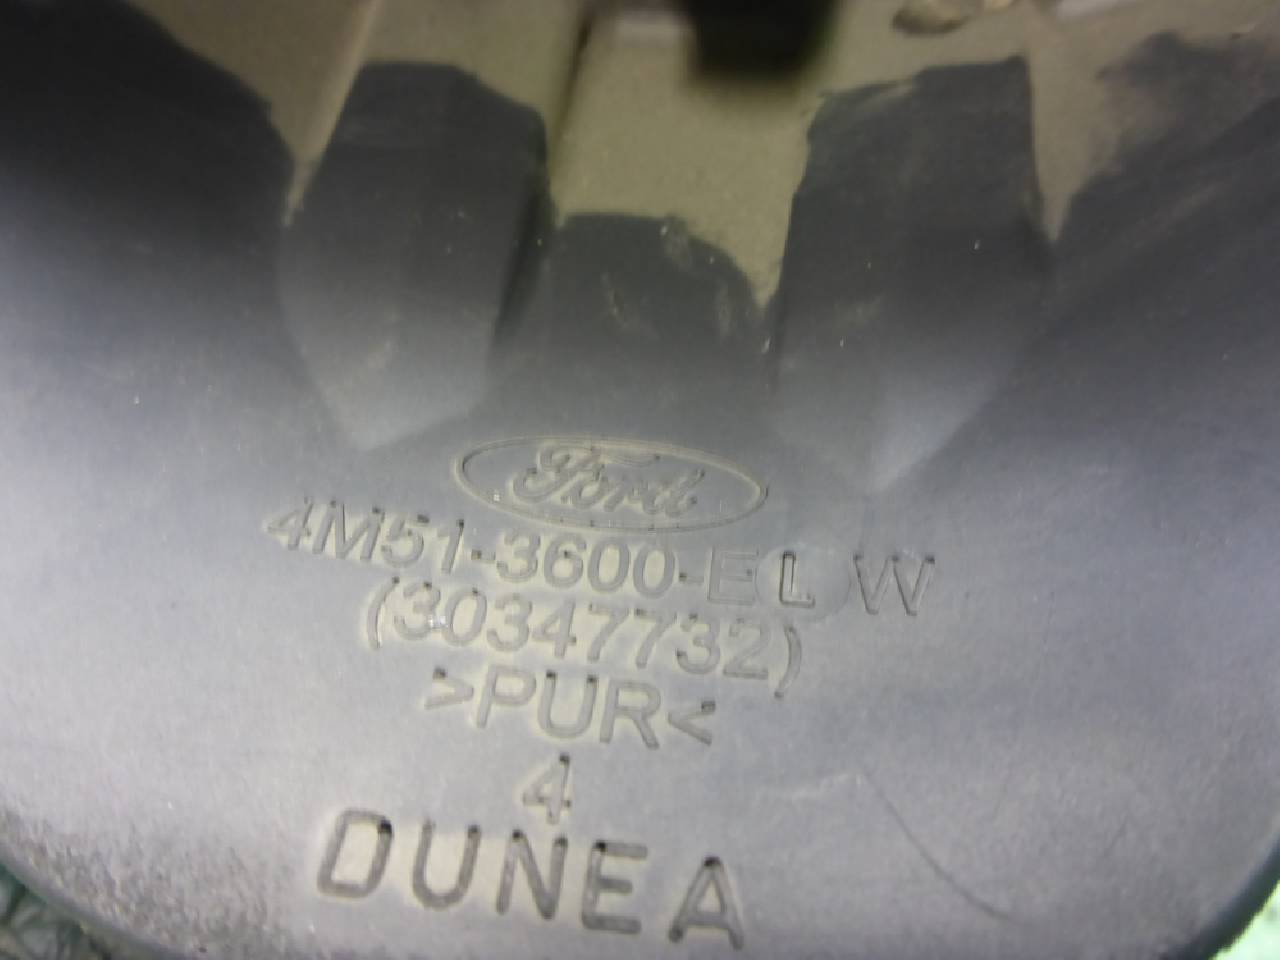 Ford
4M51-3600-ELW
(30347732)
>PUR<
4
DUNEA